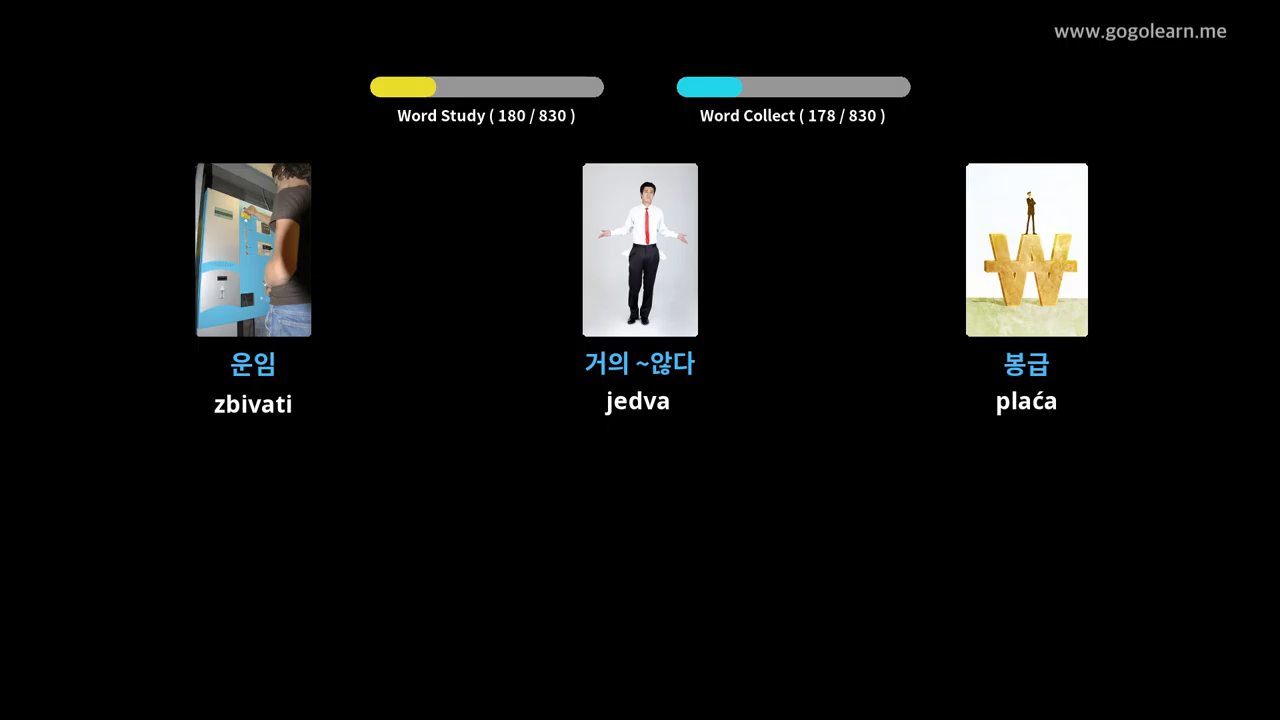 www.gogolearn.me
Word Study ( 180 / 830 )
Word Collect ( 178 / 830 )
운임
거의 ~않다
봉급
zbivati
jedva
plaća